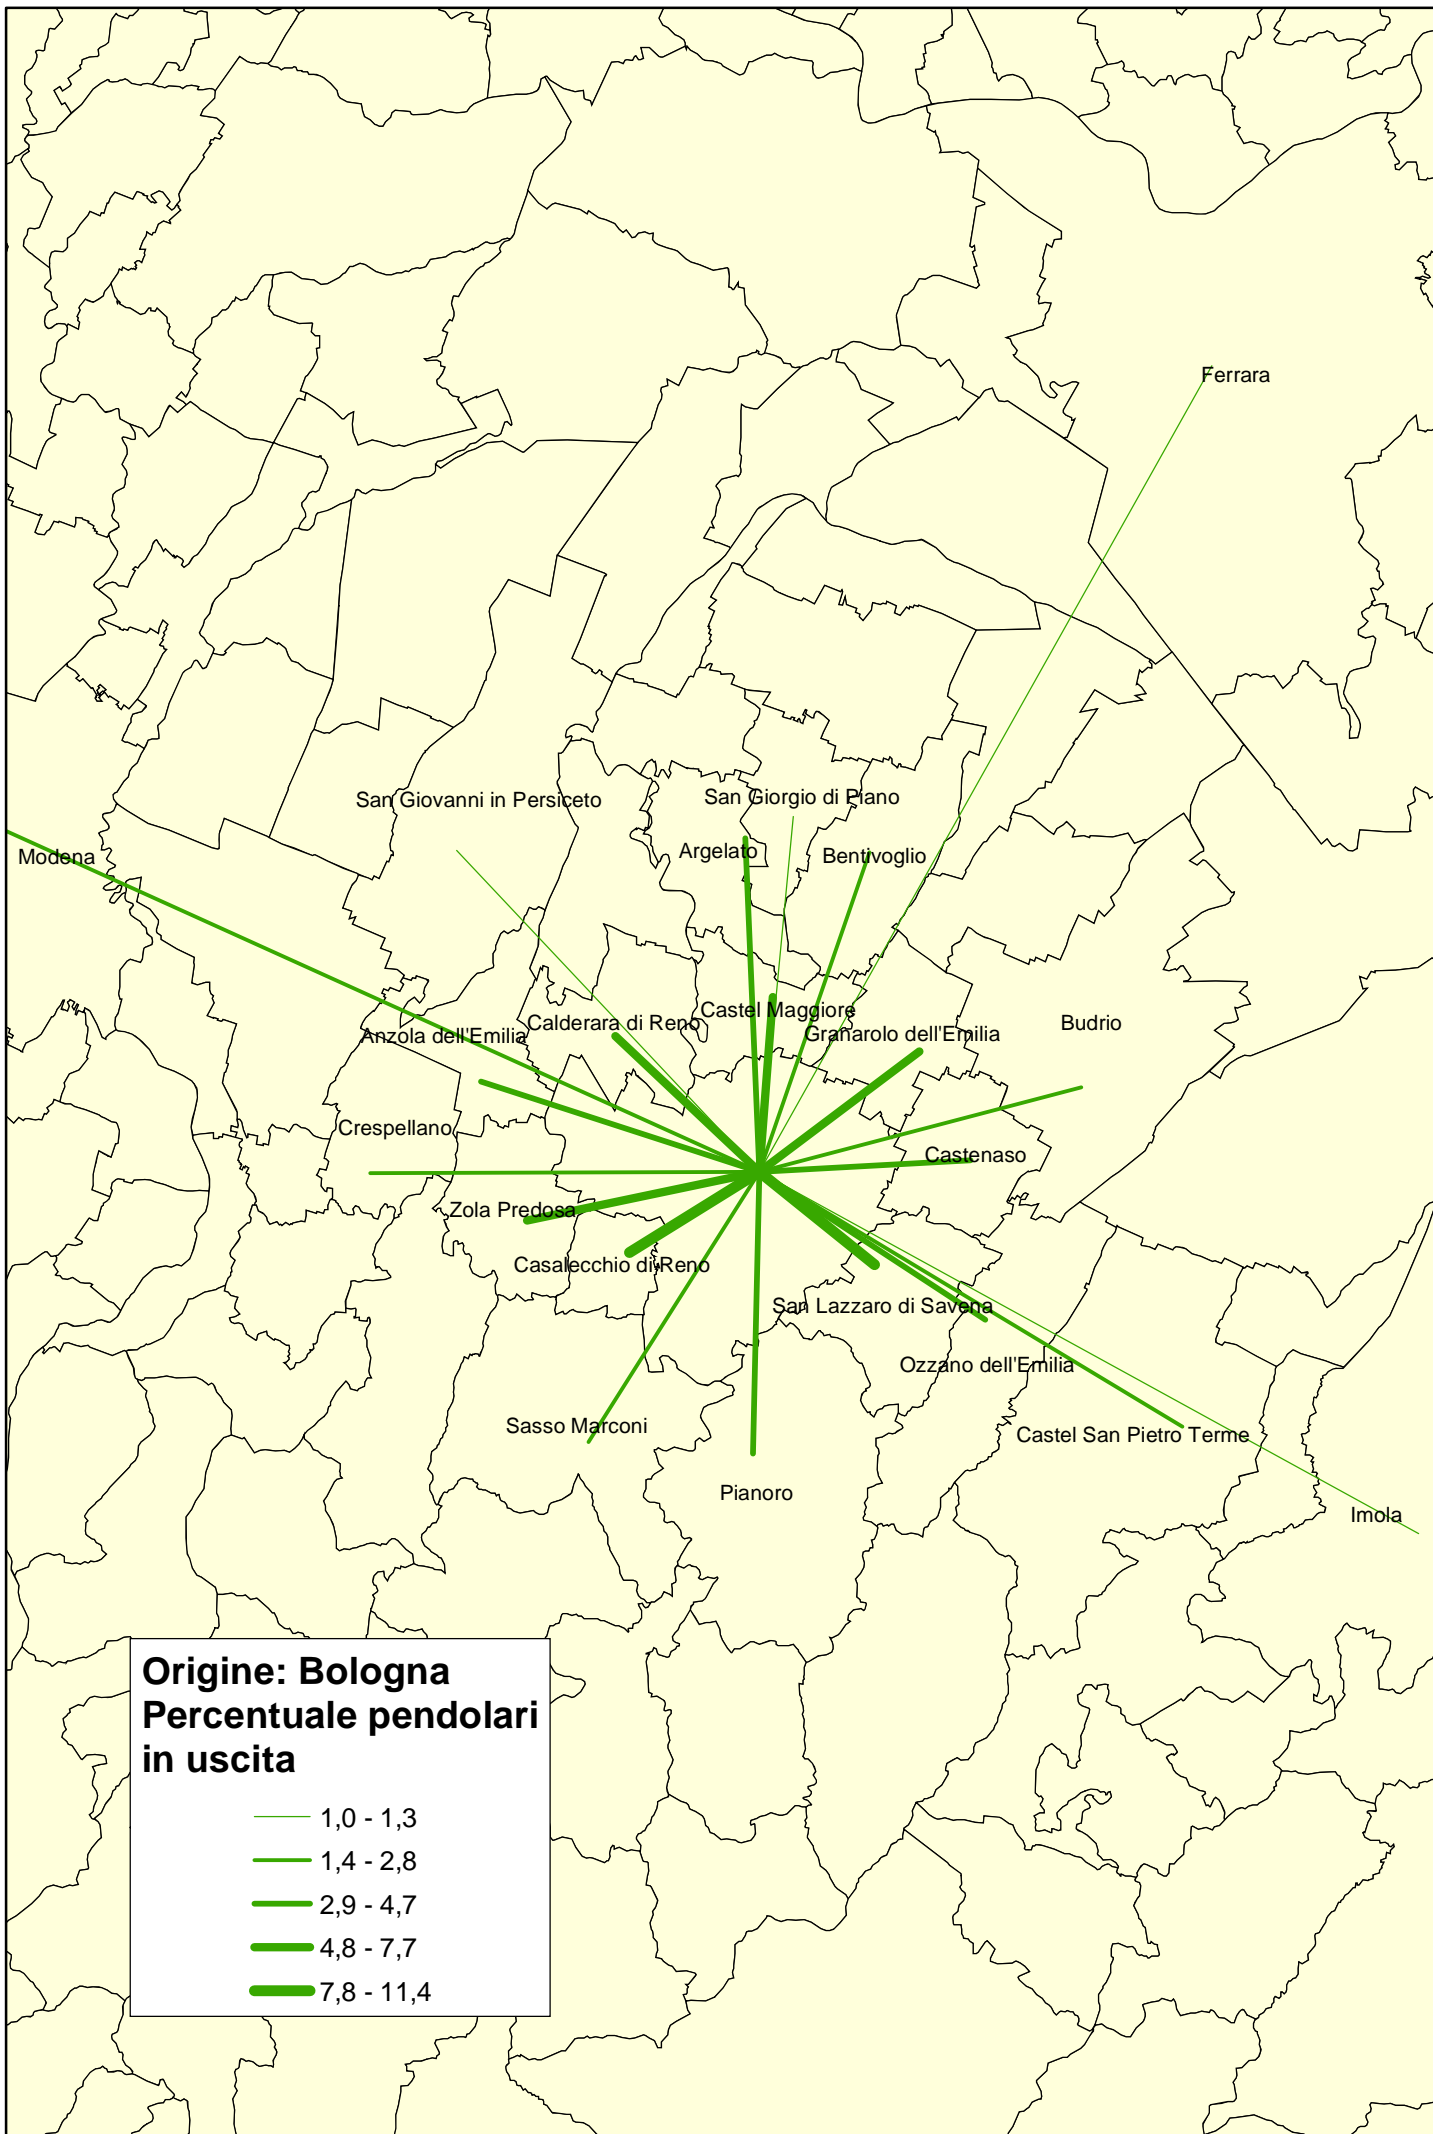 Ferrara
San Giovanni in Persiceto
San Giorgio di Piano
Modena
Argelato
Bentivoglio
Anzola dell'Emilia
Calderara di Reno
Castel Maggiore
Granarolo dell'Emilia
Budrio
Crespellano
Castenaso
Zola Predosa
Casalecchio di Reno
San Lazzaro di Savena
Ozzano dell'Emilia
Sasso Marconi
Castel San Pietro Terme
Pianoro
Imola
Origine: Bologna
Percentuale pendolari
in uscita
1,0 - 1,3
1,4 - 2,8
2,9 - 4,7
4,8 - 7,7
7,8 - 11,4